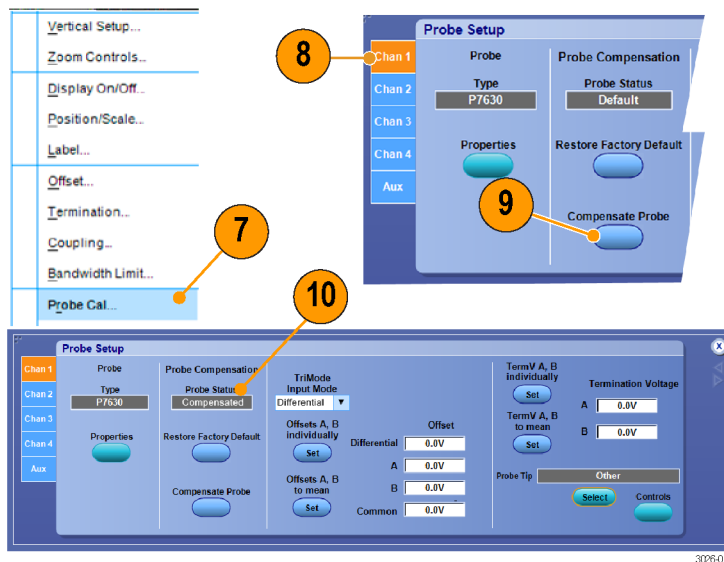 Vertical Setup...
Zoom Controls...
Display On/Off...
Position/Scale...
Label...
Offset...
Termination...
Coupling...
Bandwidth Limit...
Probe Cal...
7
8
Probe Setup
Chan 1
Chan 2
Chan 3
Chan 4
Aux
Probe
Type
P7630
Properties
Probe Compensation
Probe Status
Default
Restore Factory Default
Compensate Probe
9
10
Probe Setup
Chan 1
Chan 2
Chan 3
Chan 4
Aux
Probe
Type
P7630
Properties
Probe Compensation
Probe Status
Compensated
Restore Factory Default
Compensate Probe
TriMode
Input Mode
Differential
Offsets A, B
individually
Set
Offsets A, B
to mean
Set
Offset
Differential 0.0V
A 0.0V
B 0.0V
Common 0.0V
TermV A, B
individually
Set
TermV A, B
to mean
Set
Termination Voltage
A 0.0V
B 0.0V
Probe Tip Other
Select
Controls
X